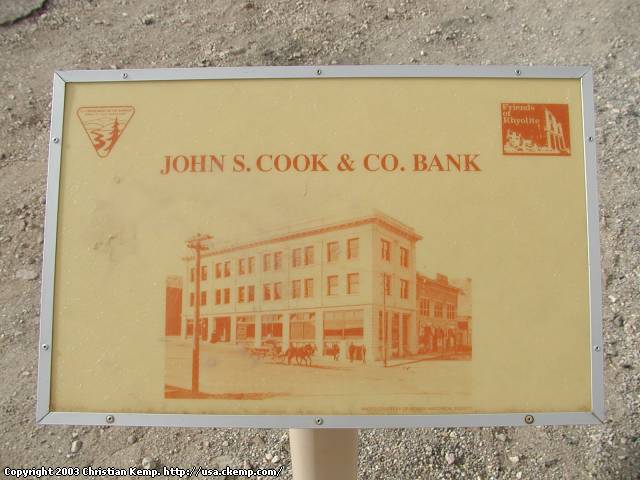 Friends
of
Rhyolite
JOHN S. COOK & CO. BANK
Copyright 2003 Christian Kemp. http://usa.ckemp.com/